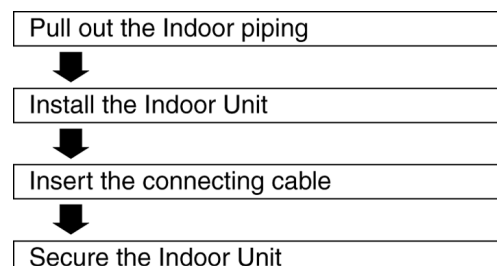 Pull out the Indoor piping
Install the Indoor Unit
Insert the connecting cable
Secure the Indoor Unit